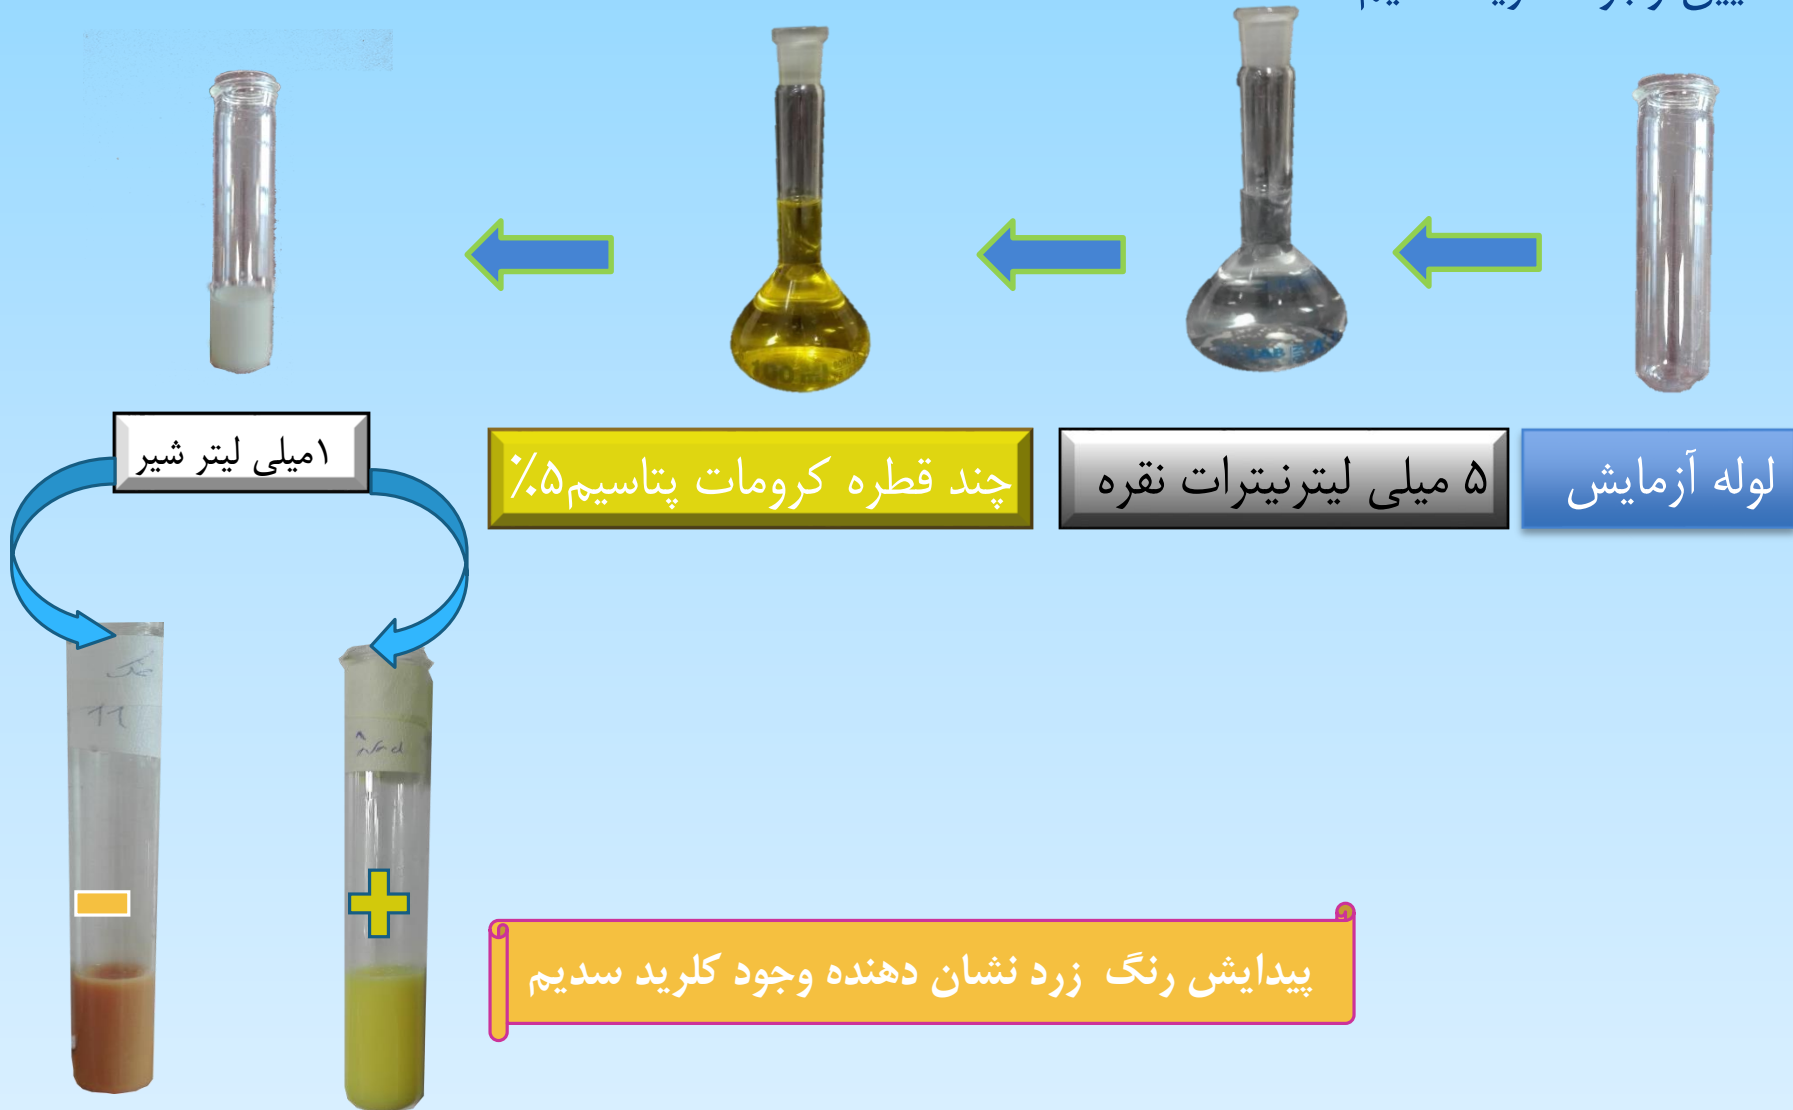 لوله آزمایش
۵ میلی لیترنیترات نقره
چند قطره کرومات پتاسیم۵٪
۱میلی لیتر شیر
پیدایش رنگ زرد نشان دهنده وجود کلرید سدیم